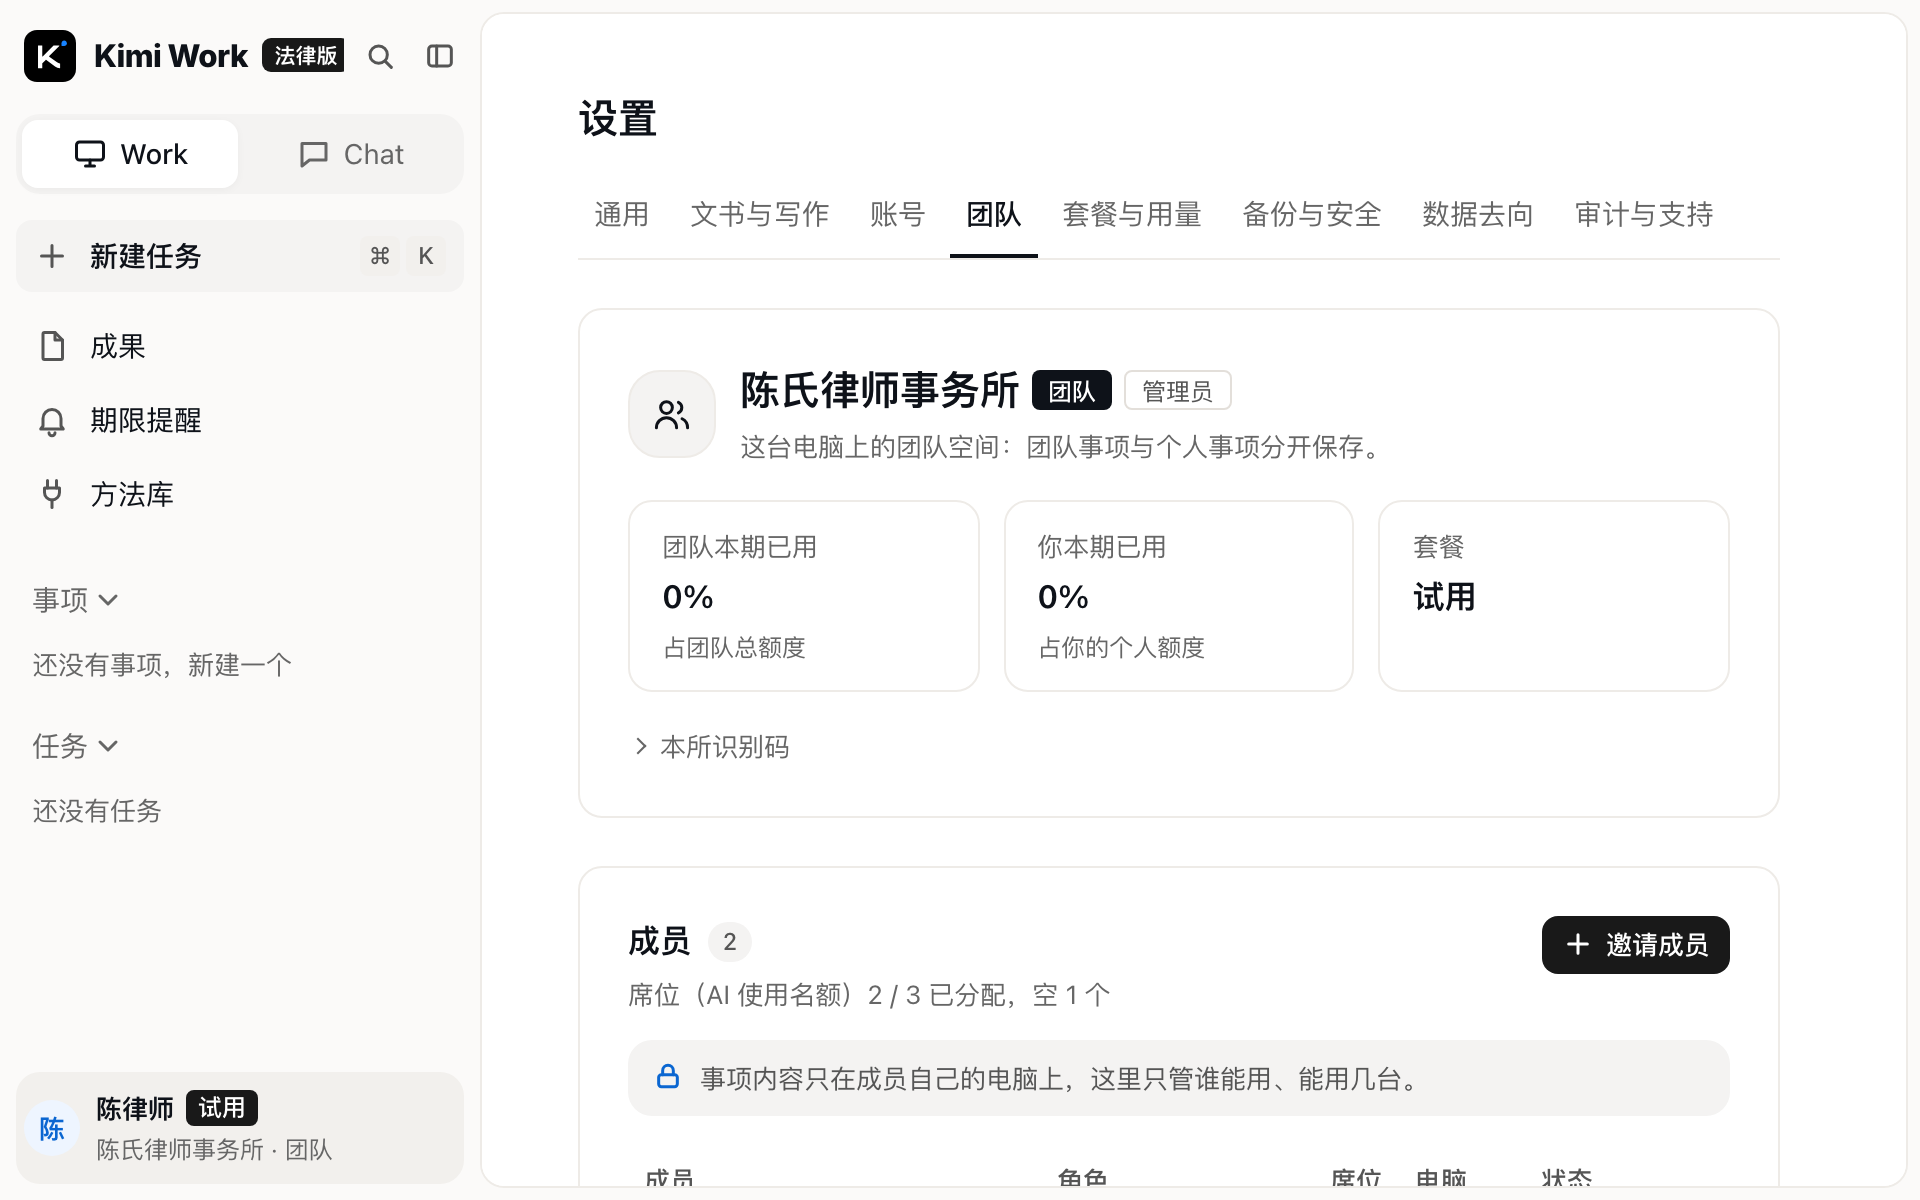 Kimi Work 法律版
Work
Chat
新建任务 ⌘ K
成果
期限提醒
方法库
事项
还没有事项，新建一个
任务
还没有任务
陈
陈律师 试用
陈氏律师事务所 · 团队
设置
通用 文书与写作 账号 团队 套餐与用量 备份与安全 数据去向 审计与支持
陈氏律师事务所 团队 管理员
这台电脑上的团队空间：团队事项与个人事项分开保存。
团队本期已用
0%
占团队总额度
你本期已用
0%
占你的个人额度
套餐
试用
本所识别码
成员 2
邀请成员
席位（AI 使用名额）2 / 3 已分配，空 1 个
事项内容只在成员自己的电脑上，这里只管谁能用、能用几台。
成员 角色 席位 电脑 状态